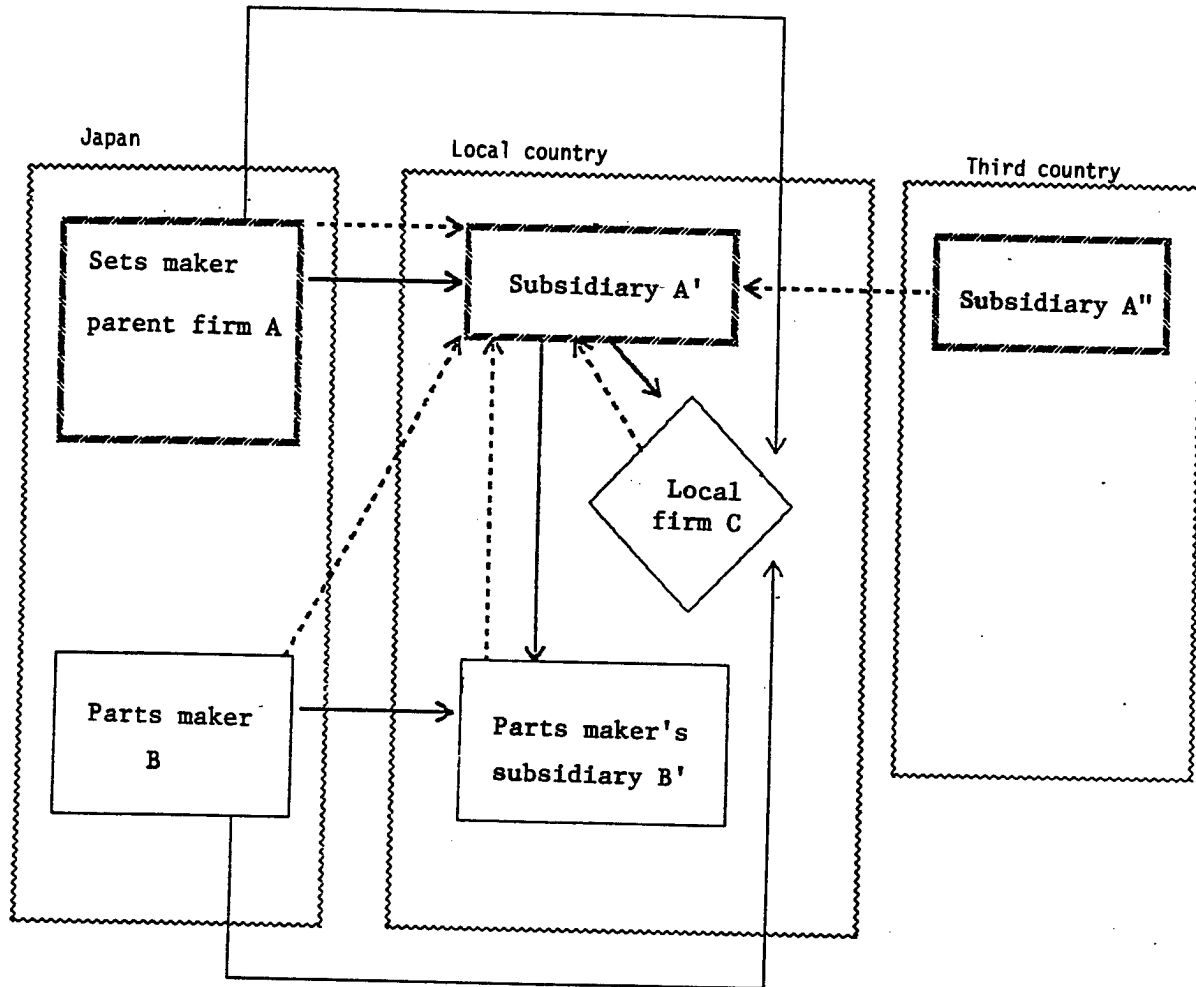 Japan
Local country
Third country
Sets maker
parent firm A
Subsidiary A'
Subsidiary A"
Local
firm C
Parts maker
B
Parts maker's
subsidiary B'